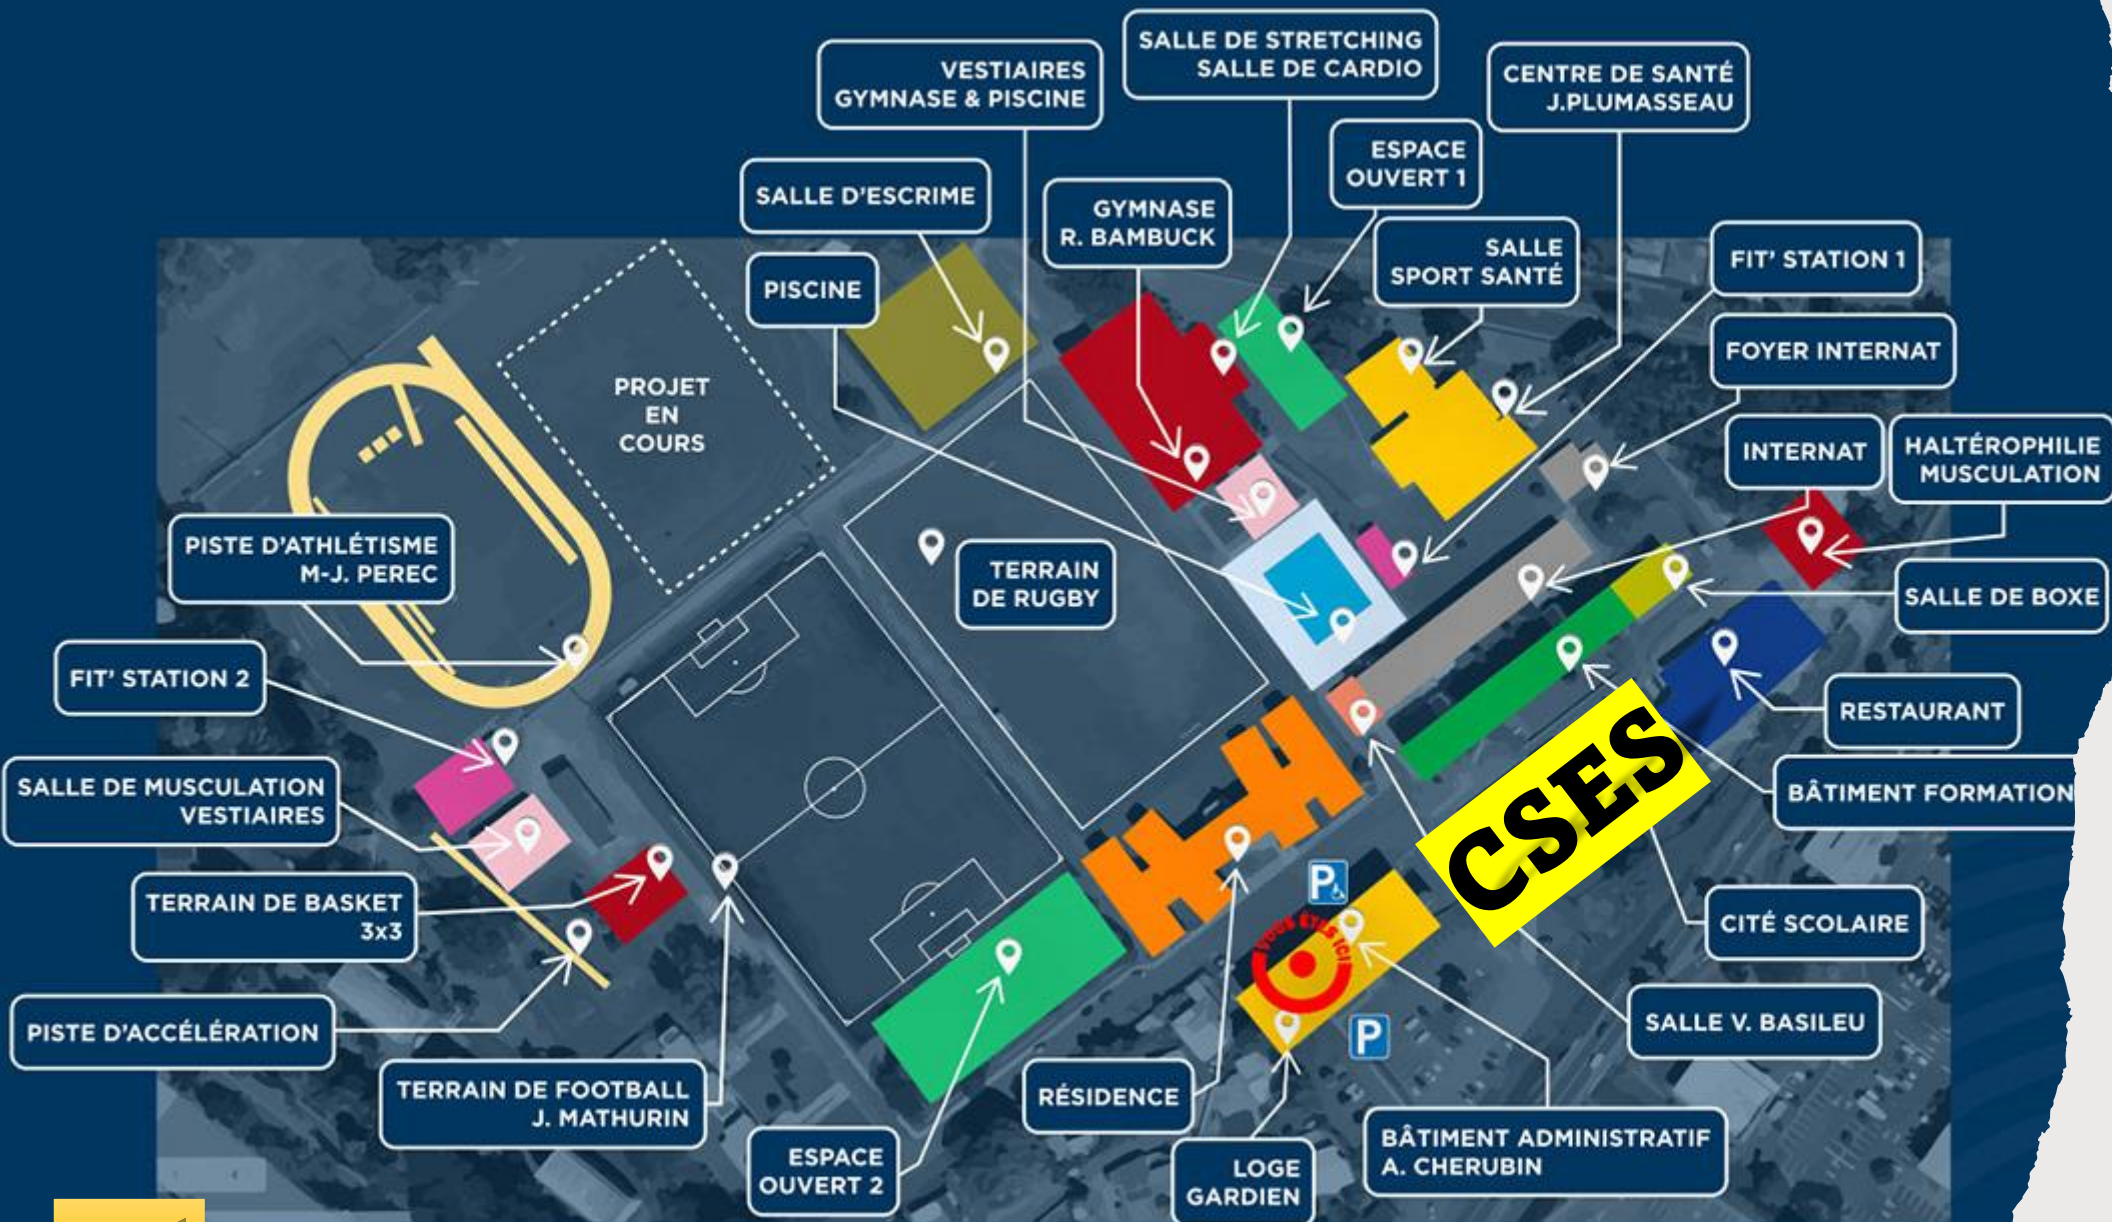 SALLE DE STRETCHING
SALLE DE CARDIO
VESTIAIRES
GYMNASE & PISCINE
CENTRE DE SANTÉ
J.PLUMASSEAU
ESPACE
OUVERT 1
SALLE D'ESCRIME
GYMNASE
R. BAMBUCK
SALLE
SPORT SANTÉ
FIT' STATION 1
PISCINE
FOYER INTERNAT
PROJET
EN
COURS
INTERNAT
HALTÉROPHILIE
MUSCULATION
PISTE D'ATHLÉTISME
M-J. PEREC
TERRAIN
DE RUGBY
SALLE DE BOXE
FIT' STATION 2
RESTAURANT
SALLE DE MUSCULATION
VESTIAIRES
BÂTIMENT FORMATION
CSES
TERRAIN DE BASKET
3x3
P
VOUS ÊTES ICI
CITÉ SCOLAIRE
PISTE D'ACCÉLÉRATION
P
SALLE V. BASILEU
TERRAIN DE FOOTBALL
J. MATHURIN
RÉSIDENCE
BÂTIMENT ADMINISTRATIF
A. CHERUBIN
ESPACE
OUVERT 2
LOGE
GARDIEN